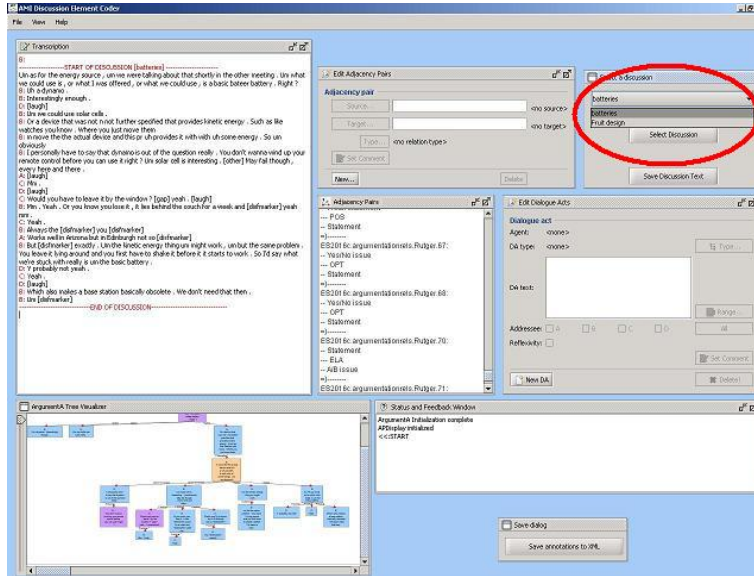 AMI Discussion Element Coder
File View Help
Transcription
B:
START OF DISCUSSION [batteries]
Um as for the energy source , um we were talking about that shortly in the other meeting . Um what
we could use is , or what I was offered , or what we could use , is a basic bateer battery . Right ?
B: Uh a dynamo .
B: Interestingly enough .
D: [laugh]
B: Um we could use solar cells .
B: Or a device that was not n not further specified that provides kinetic energy . Such as like
watches you know . Where you just move them
B: m move the the actual device and this pr uh provides it with with uh some energy . So um
obviously
B: I personally have to say that dynamo is out of the question really . You don't wanna wind up your
remote control before you can use it right ? Um solar cell is interesting . [other] May fail though ,
every here and there .
A: [laugh]
C: Mm .
D: [laugh]
C: Would you have to leave it by the window ? [gap] yeah . [laugh]
B: Mm . Yeah . Or you know you lose it , it lies behind the couch for a week and [disfmarker] yeah
mm .
C: Yeah .
B: Always the [disfmarker] you [disfmarker]
A: Works well in Arizona but in Edinburgh not so [disfmarker]
B: But [disfmarker] exactly . Um the kinetic energy thing um might work , um but the same problem .
You leave it lying around and you first have to shake it before it it starts to work . So I'd say what
we're stuck with really is um the basic battery .
D: Y probably not yeah .
C: Yeah .
D: [laugh]
B: Which also makes a base station basically obsolete . We don't need that then .
B: Um [disfmarker]
END OF DISCUSSION
Edit Adjacency Pairs
Adjacency pair
Source... <no source>
Target... <no target>
Type... <no relation type>
Set Comment
New... Delete
Select a discussion
batteries
batteries
Fruit design
Select Discussion
Save Discussion Text
Adjacency Pairs
--- POS
-- Statement
=)--------
ES2016c.argumentationrels.Rutger.67:
-- Yes/No issue
--- OPT
-- Statement
=)--------
ES2016c.argumentationrels.Rutger.68:
-- Yes/No issue
--- OPT
-- Statement
=)--------
ES2016c.argumentationrels.Rutger.70:
-- Statement
--- ELA
-- A/B issue
=)--------
ES2016c.argumentationrels.Rutger.71:
Edit Dialogue Acts
Dialogue act
Agent: <none>
DA type: <none> Type...
DA text:
Range...
Addressee: A B C D All
Reflexivity:
Set Comment
New DA Delete!
ArgumentA Tree Visualizer
Status and Feedback Window
ArgumentA Initialization complete
APDisplay initialized
<<:START
Save dialog
Save annotations to XML